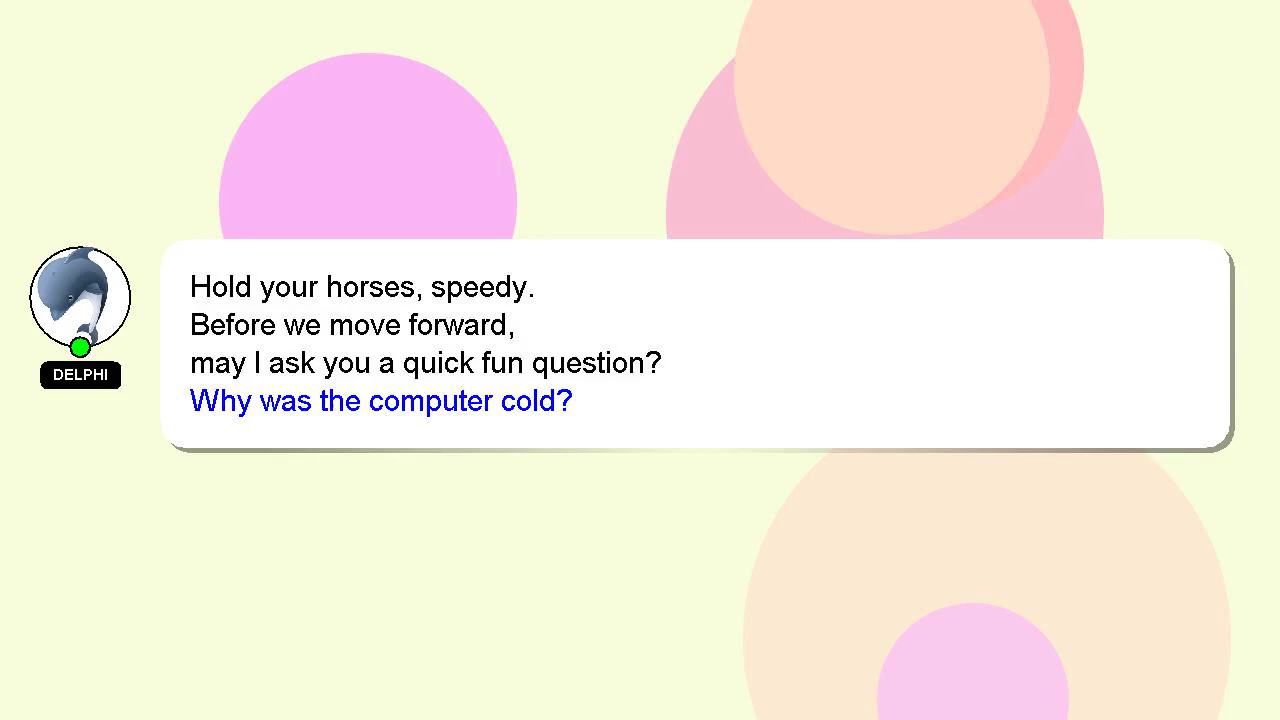 Hold your horses, speedy.
Before we move forward,
may I ask you a quick fun question?
Why was the computer cold?
DELPHI